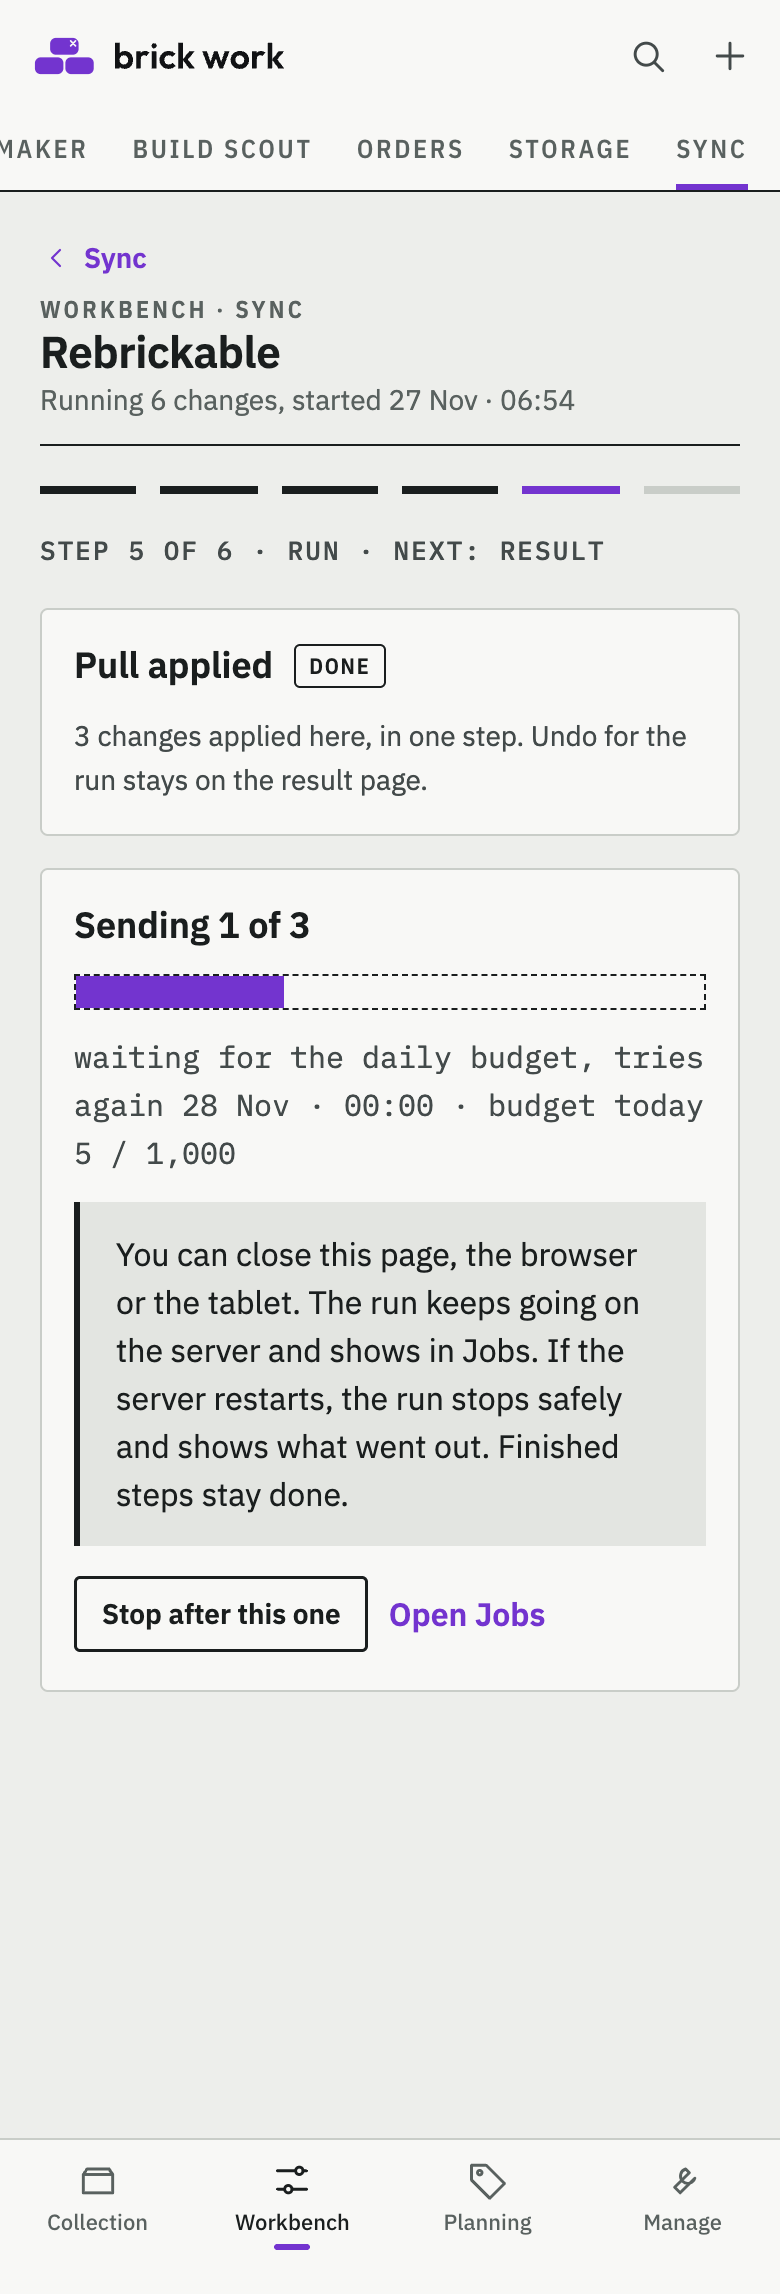 brick work
MAKER BUILD SCOUT ORDERS STORAGE SYNC
Sync
WORKBENCH · SYNC
Rebrickable
Running 6 changes, started 27 Nov · 06:54
STEP 5 OF 6 · RUN · NEXT: RESULT
Pull applied DONE
3 changes applied here, in one step. Undo for the
run stays on the result page.
Sending 1 of 3
waiting for the daily budget, tries
again 28 Nov · 00:00 · budget today
5 / 1,000
You can close this page, the browser
or the tablet. The run keeps going on
the server and shows in Jobs. If the
server restarts, the run stops safely
and shows what went out. Finished
steps stay done.
Stop after this one Open Jobs
Collection Workbench Planning Manage